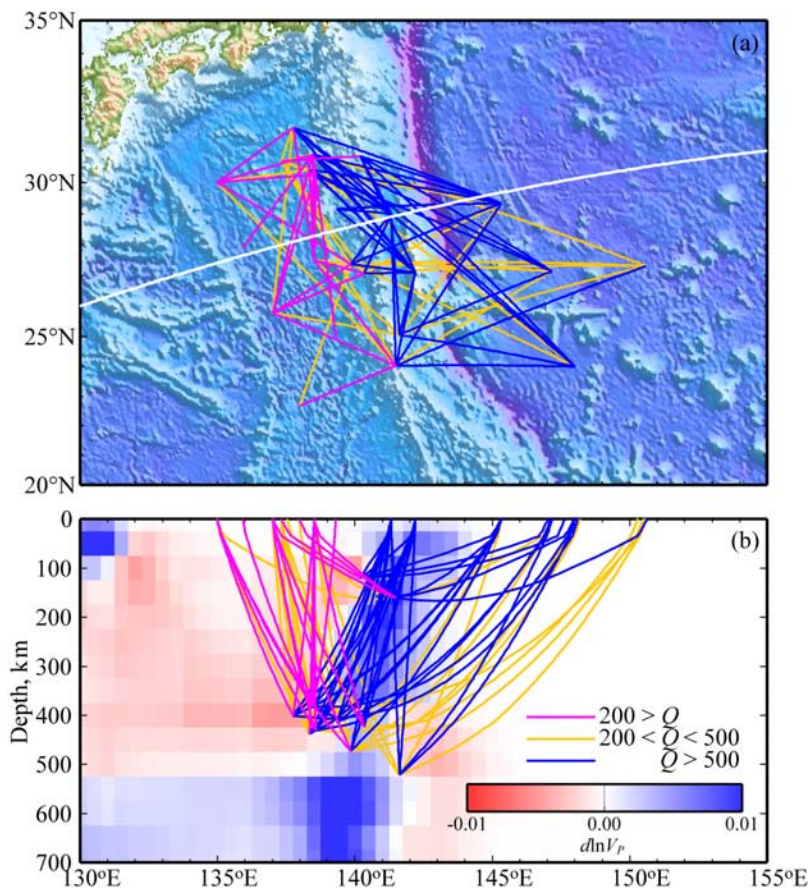 35°N
(a)
30°N
25°N
20°N
0
(b)
100
200
300
400
500
600
700
Depth, km
200 > Q
200 < Q < 500
Q > 500
-0.01 0.00 0.01
dlnVP
130°E 135°E 140°E 145°E 150°E 155°E